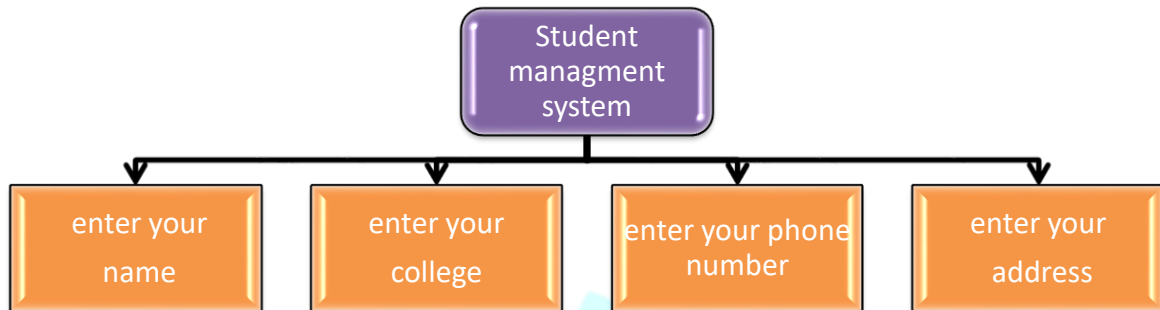 Student
managment
system
enter your
name
enter your
college
enter your phone
number
enter your
address